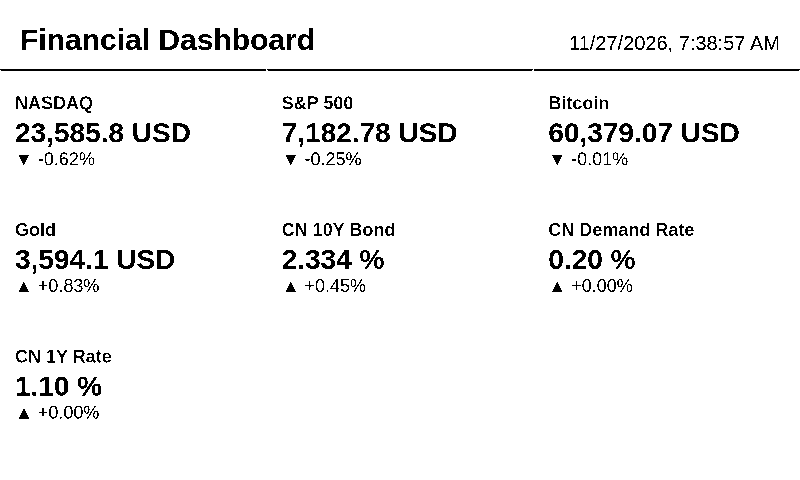 Financial Dashboard
11/27/2026, 7:38:57 AM
NASDAQ
23,585.8 USD
▼ -0.62%
S&P 500
7,182.78 USD
▼ -0.25%
Bitcoin
60,379.07 USD
▼ -0.01%
Gold
3,594.1 USD
▲ +0.83%
CN 10Y Bond
2.334 %
▲ +0.45%
CN Demand Rate
0.20 %
▲ +0.00%
CN 1Y Rate
1.10 %
▲ +0.00%